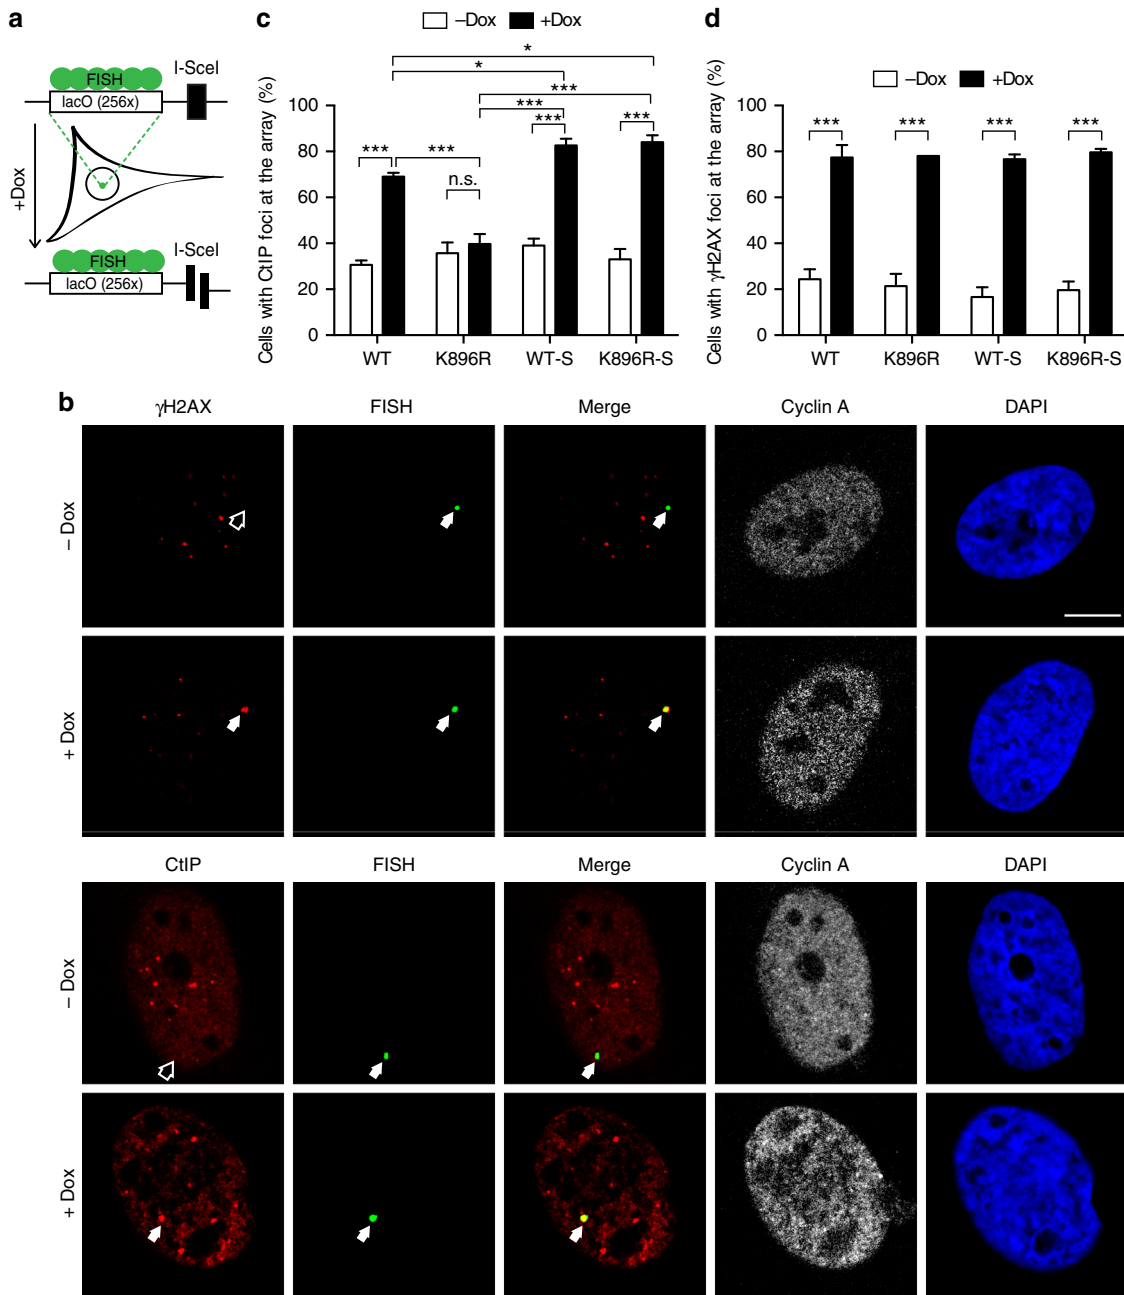 a
I-SceI
FISH
lacO (256x)
+Dox
I-SceI
FISH
lacO (256x)
c
–Dox
+Dox
Cells with CtIP foci at the array (%)
100
80
60
40
20
0
*
*
***
***
***
***
***
***
n.s.
WT
K896R
WT-S
K896R-S
d
–Dox
+Dox
Cells with γH2AX foci at the array (%)
100
80
60
40
20
0
***
***
***
***
WT
K896R
WT-S
K896R-S
b
γH2AX
FISH
Merge
Cyclin A
DAPI
– Dox
+ Dox
CtIP
FISH
Merge
Cyclin A
DAPI
– Dox
+ Dox